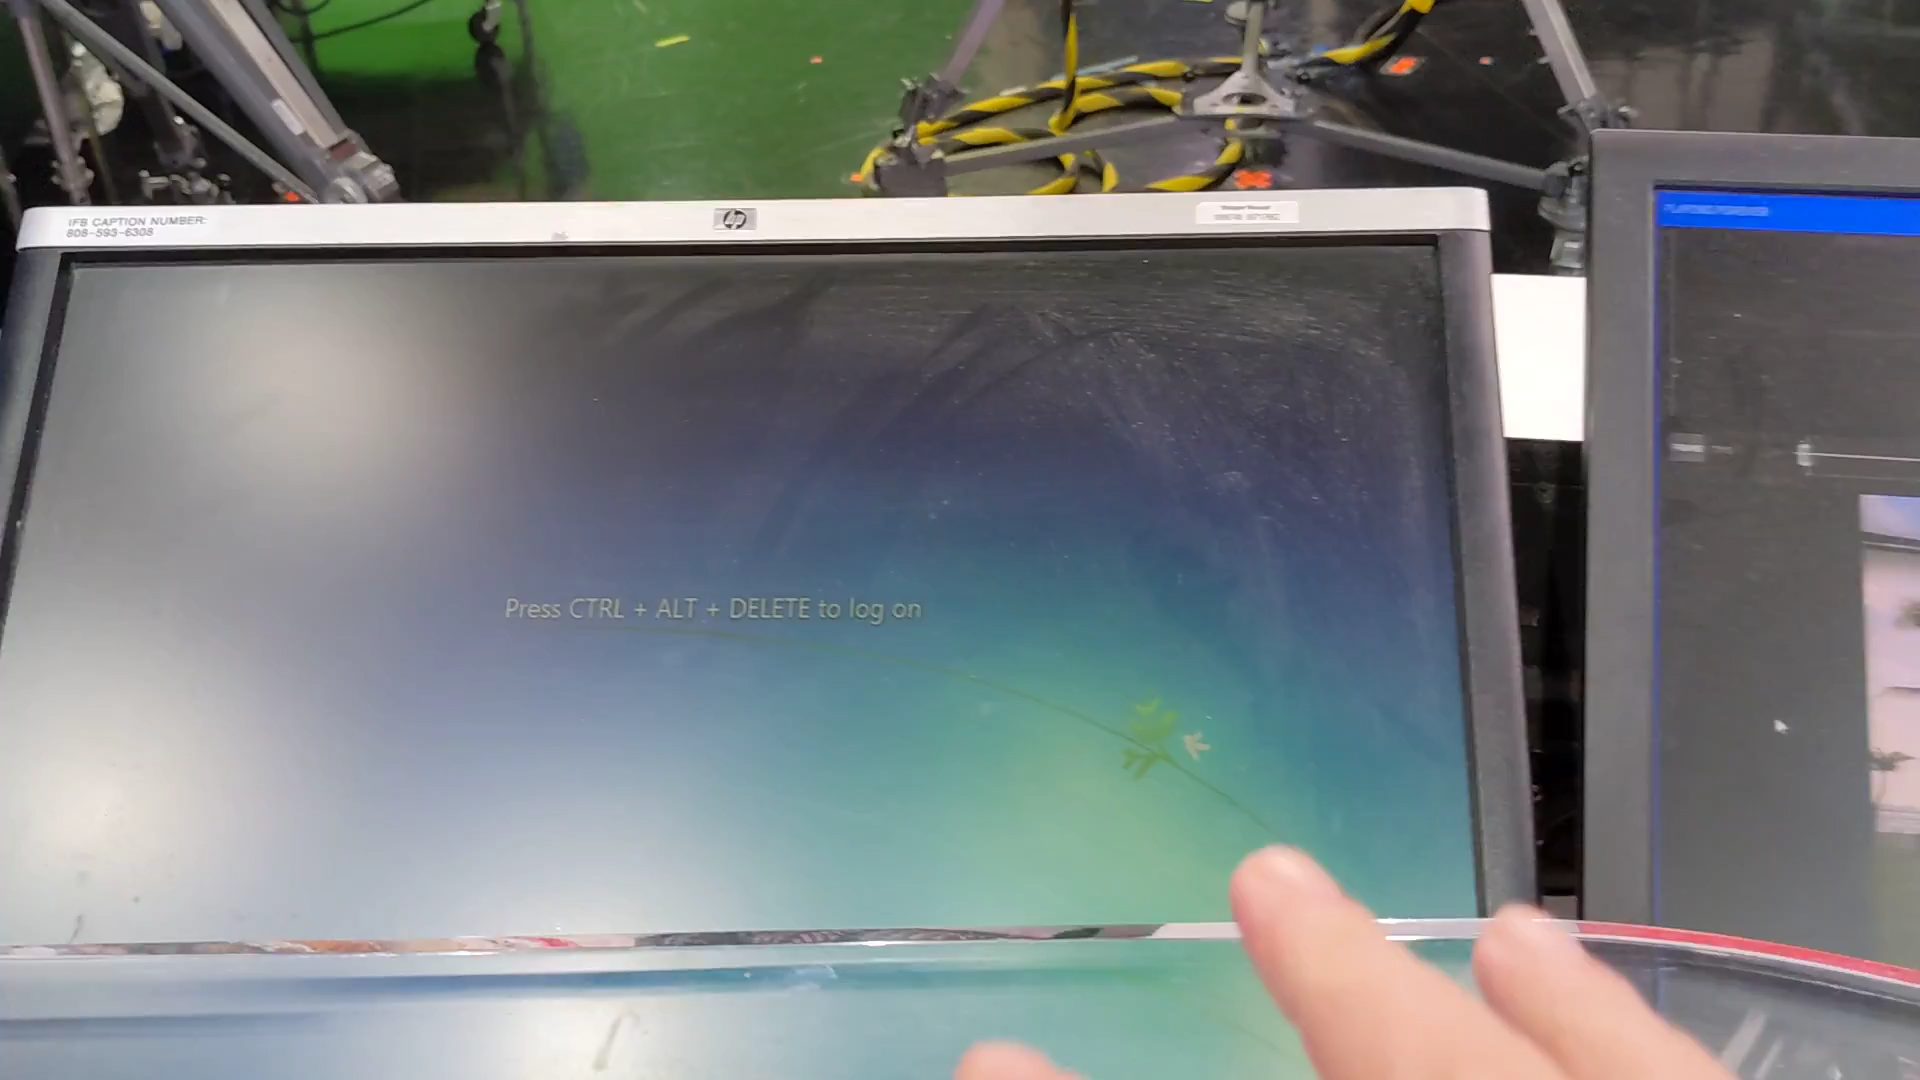 IFB CAPTION NUMBER:
808-593-6308
hp
Press CTRL + ALT + DELETE to log on